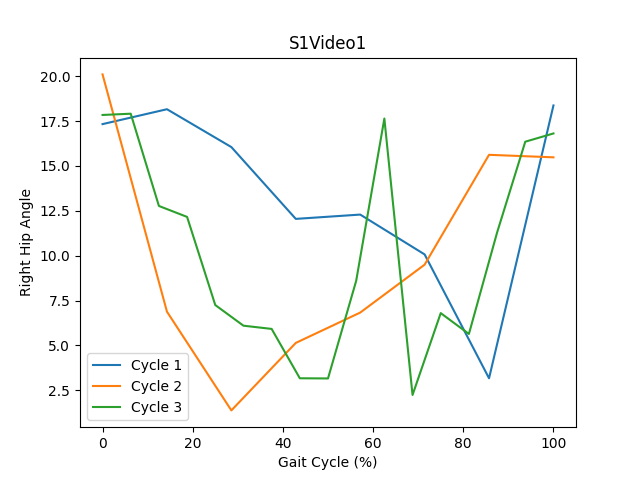 S1Video1
Right Hip Angle
20.0
17.5
15.0
12.5
10.0
7.5
5.0
2.5
Cycle 1
Cycle 2
Cycle 3
0 20 40 60 80 100
Gait Cycle (%)